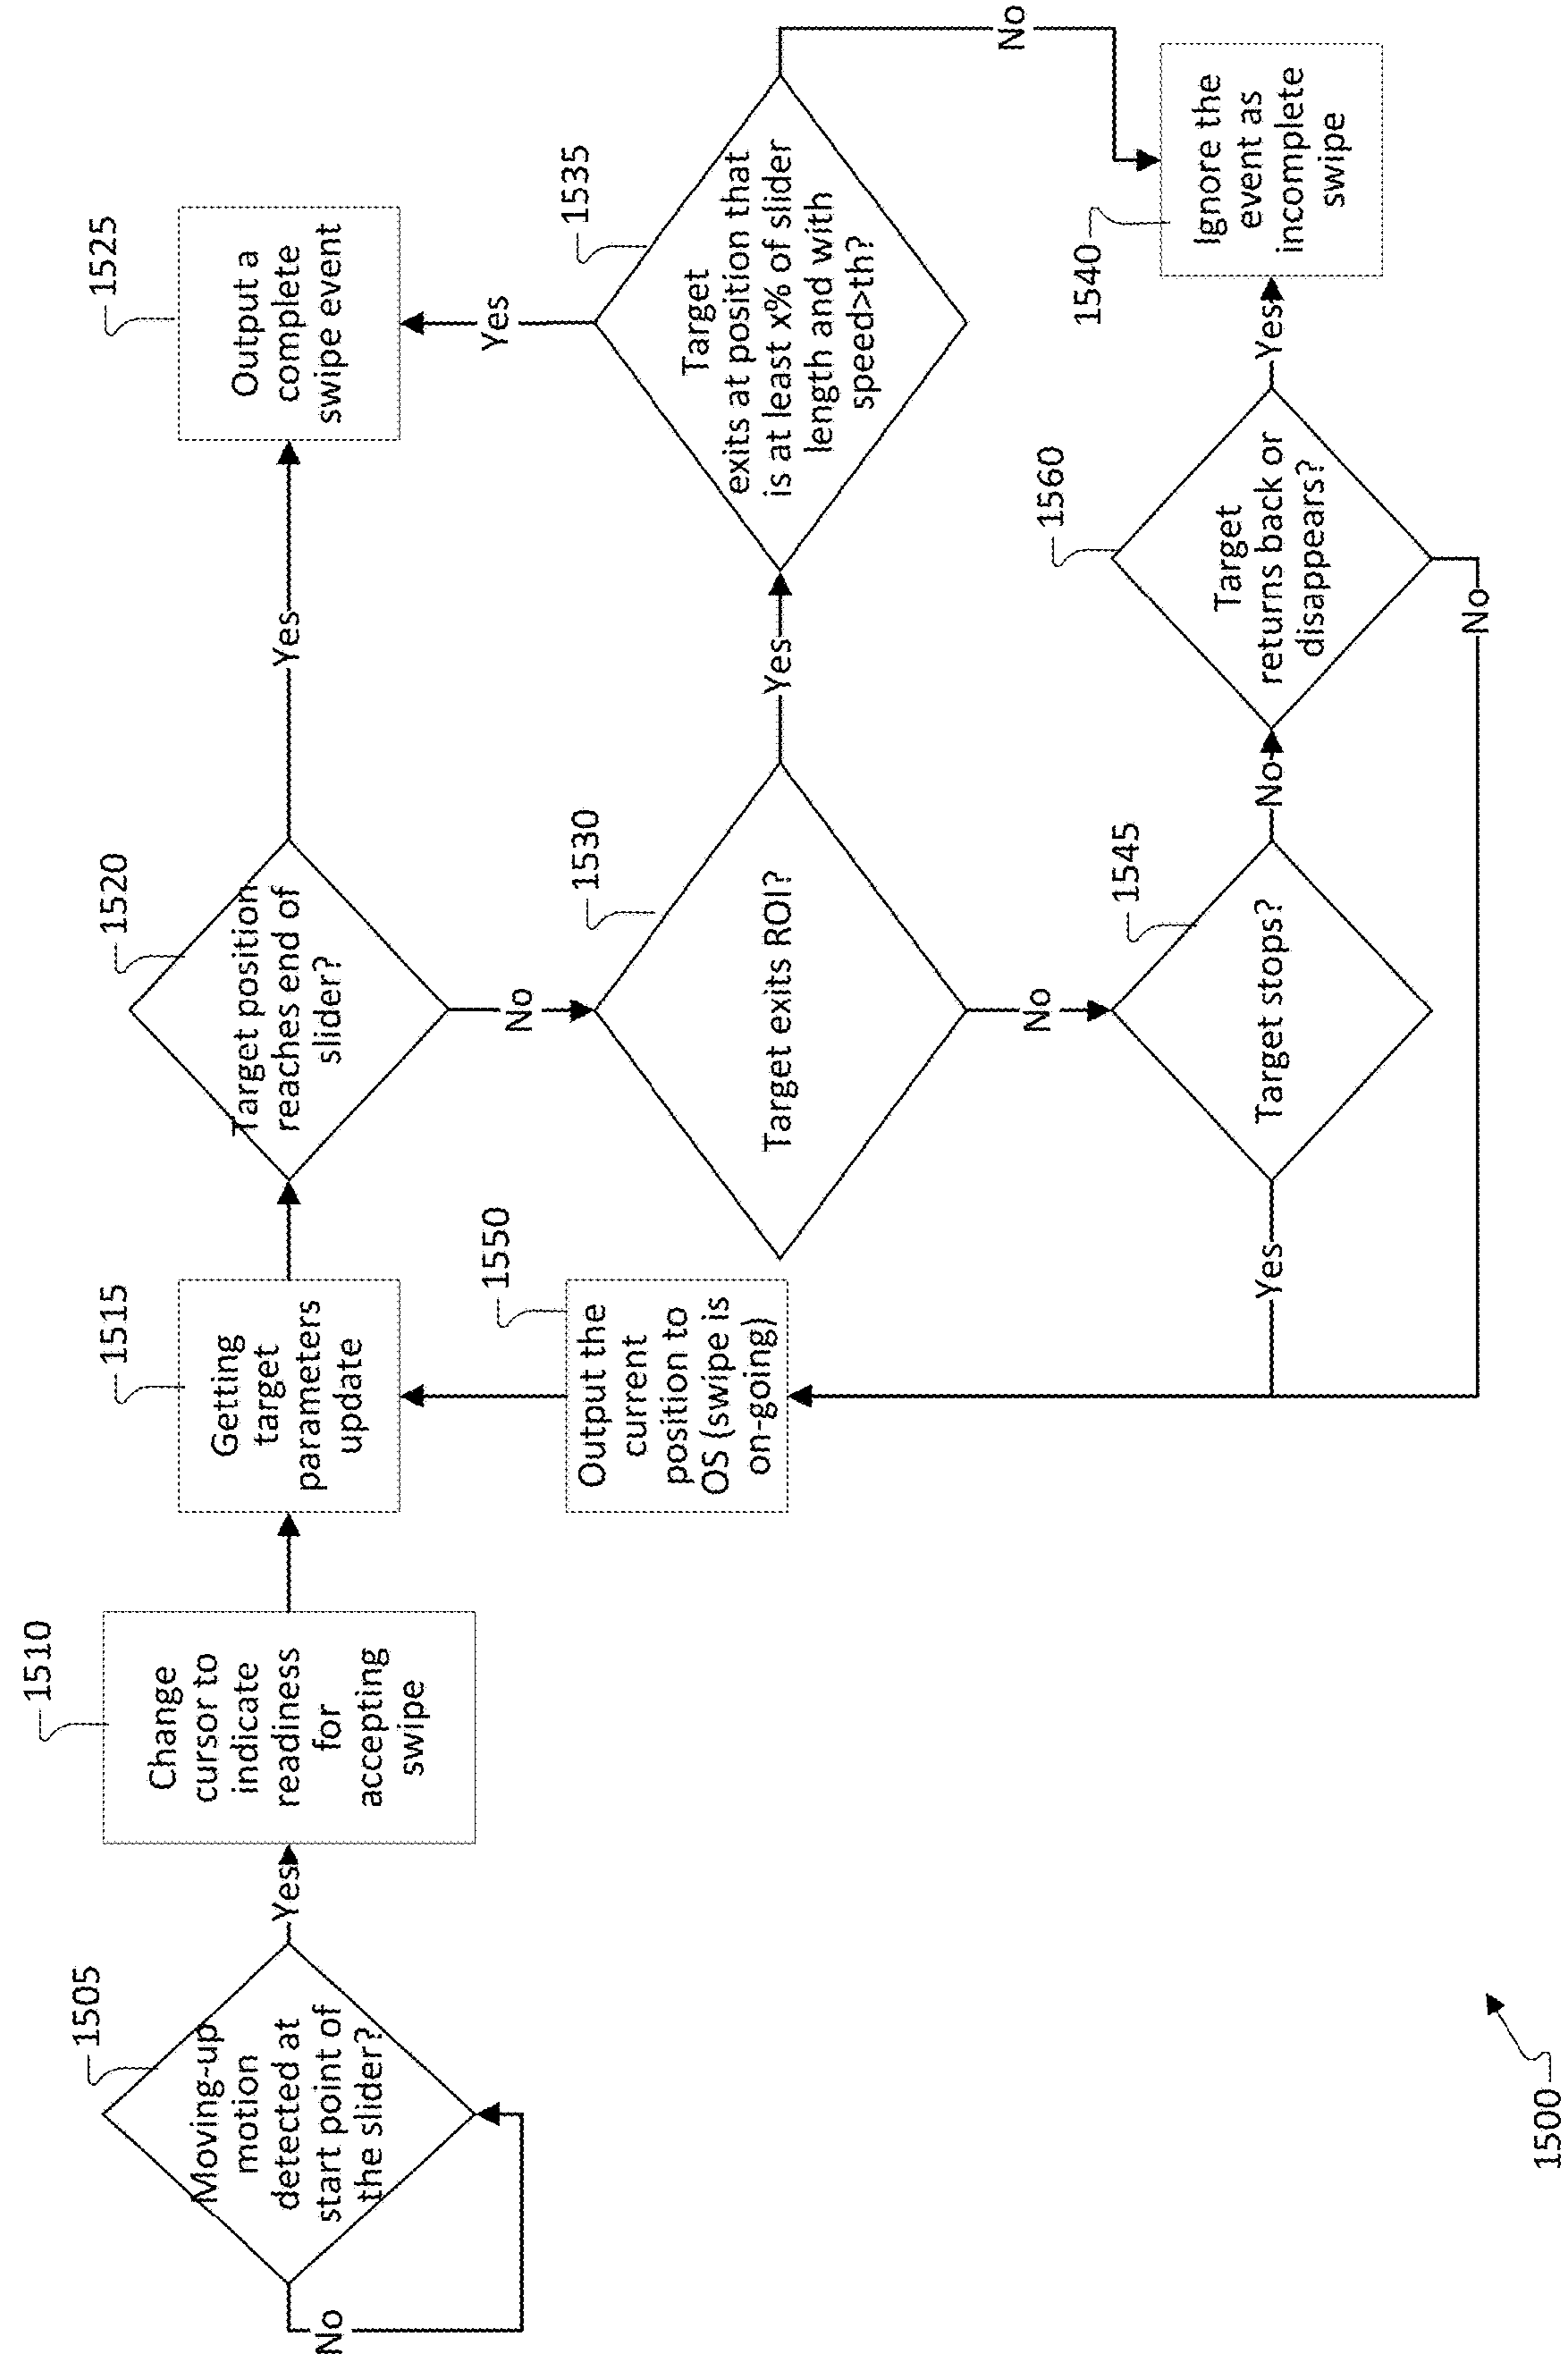 1505
Moving-up
motion
detected at
start point of
the slider?
No
Yes
1510
Change
cursor to
indicate
readiness
for
accepting
swipe
1515
Getting
target
parameters
update
1520
Target position
reaches end of
slider?
Yes
1525
Output a
complete
swipe event
No
1550
Output the
current
position to
OS (swipe is
on-going)
1530
Target exits ROI?
Yes
1535
Target
exits at position that
is at least x% of slider
length and with
speed>th?
Yes
No
No
1545
Target stops?
Yes
No
1560
Target
returns back or
disappears?
Yes
No
1540
Ignore the
event as
incomplete
swipe
1500